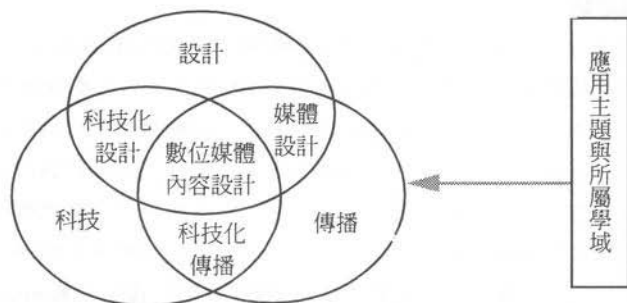 設計
科技化
設計
媒體
設計
數位媒體
內容設計
科技
科技化
傳播
傳播
應用主題與所屬學域